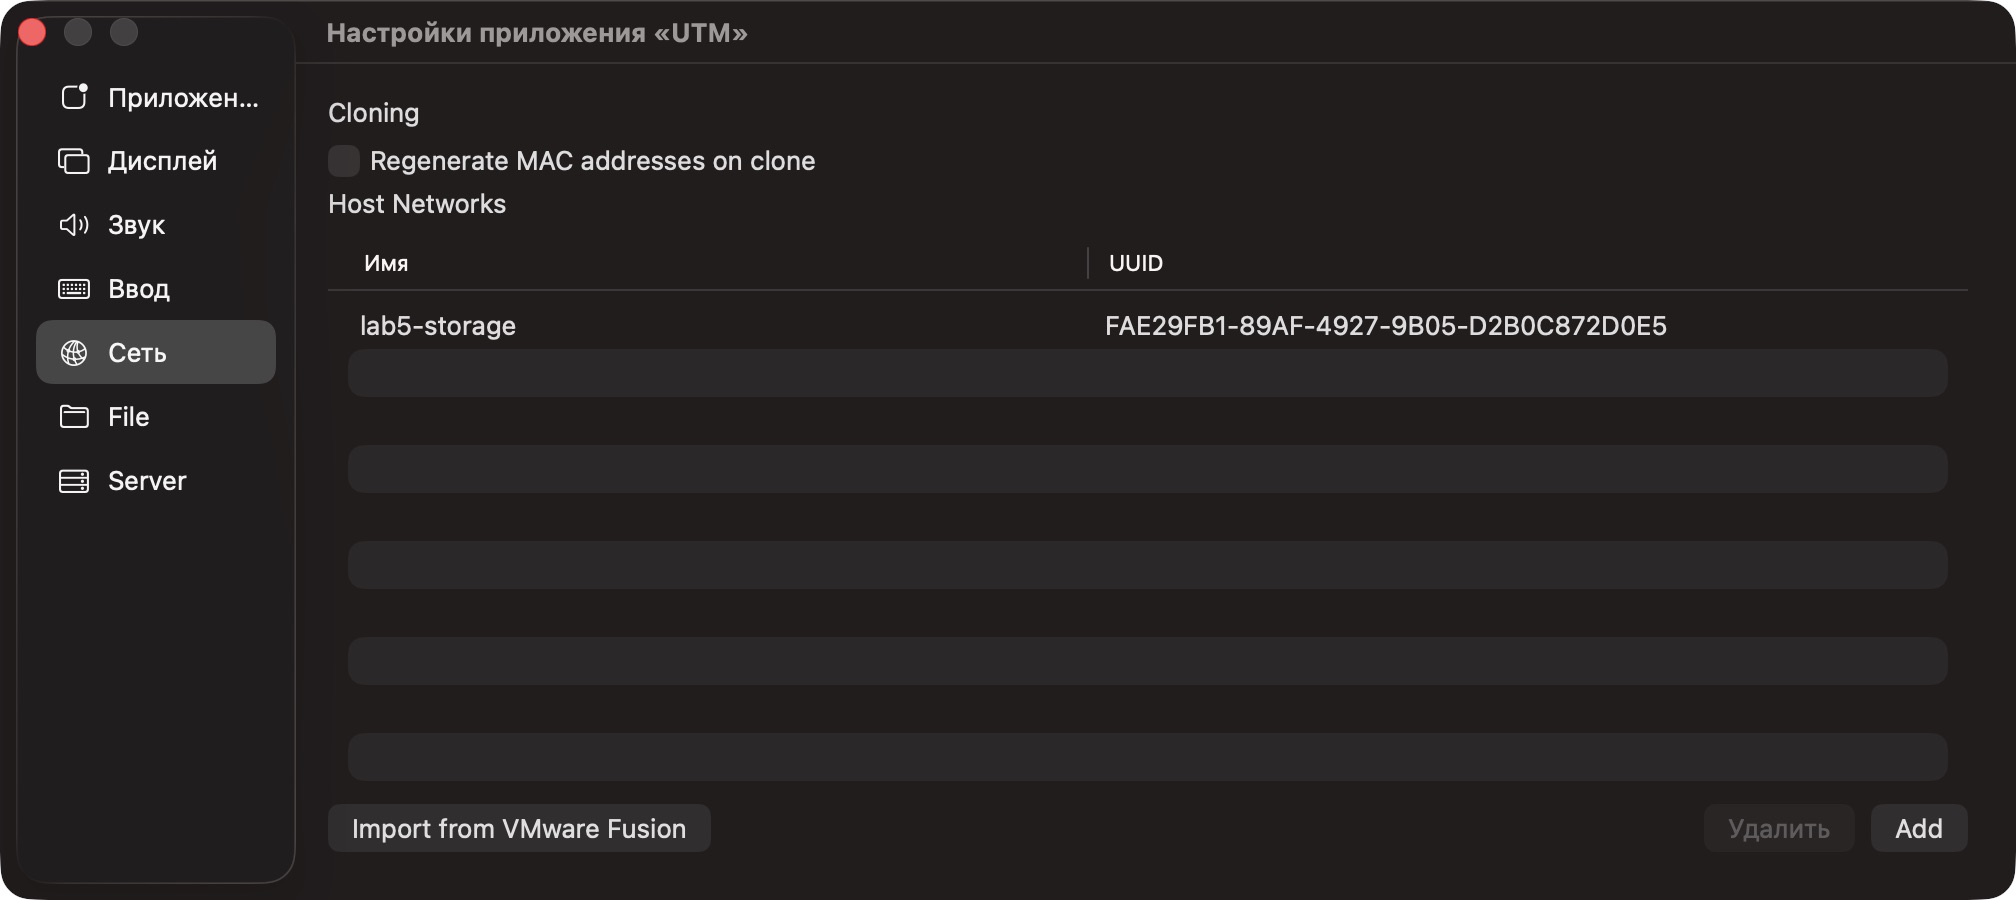 Настройки приложения «UTM»
Приложен...
Дисплей
Звук
Ввод
Сеть
File
Server
Cloning
Regenerate MAC addresses on clone
Host Networks
Имя UUID
lab5-storage FAE29FB1-89AF-4927-9B05-D2B0C872D0E5
Import from VMware Fusion Удалить Add